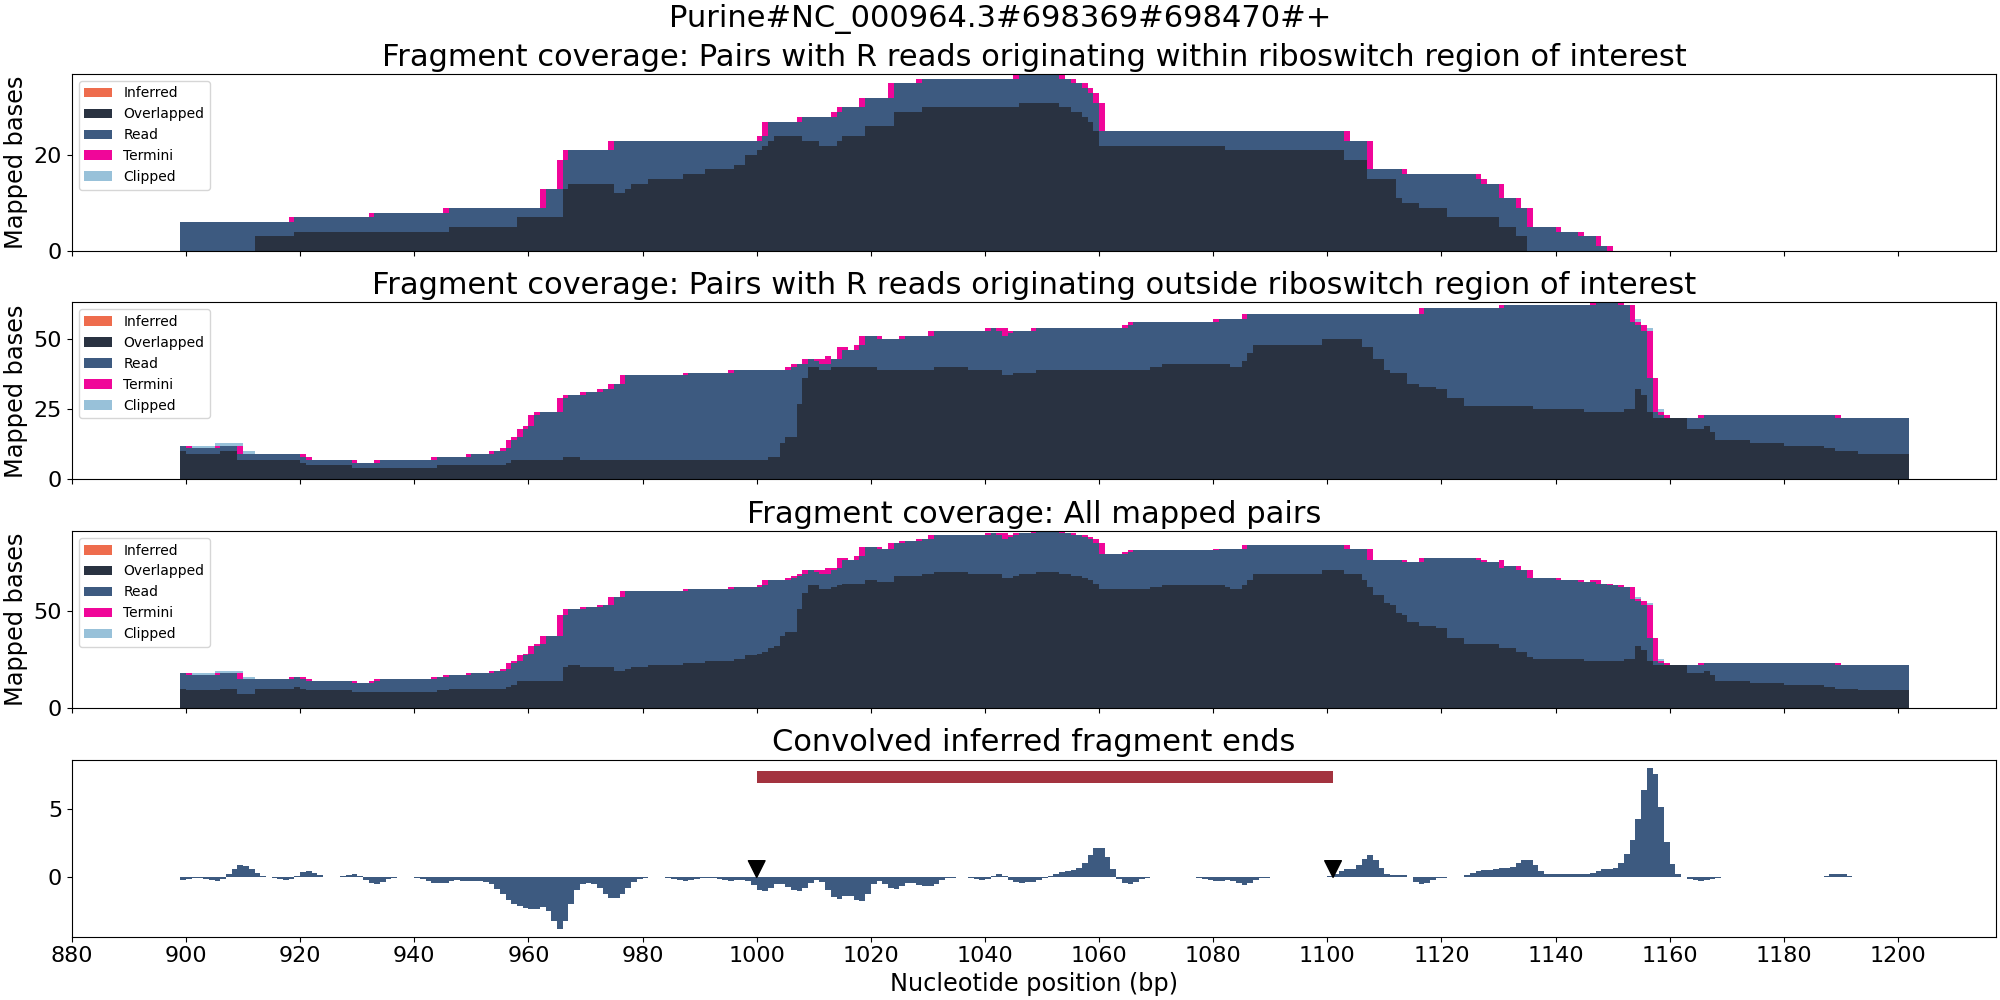 Purine#NC_000964.3#698369#698470#+
Fragment coverage: Pairs with R reads originating within riboswitch region of interest
Mapped bases
20
0
Inferred
Overlapped
Read
Termini
Clipped
Fragment coverage: Pairs with R reads originating outside riboswitch region of interest
Mapped bases
50
25
0
Inferred
Overlapped
Read
Termini
Clipped
Fragment coverage: All mapped pairs
Mapped bases
50
0
Inferred
Overlapped
Read
Termini
Clipped
Convolved inferred fragment ends
5
0
880 900 920 940 960 980 1000 1020 1040 1060 1080 1100 1120 1140 1160 1180 1200
Nucleotide position (bp)